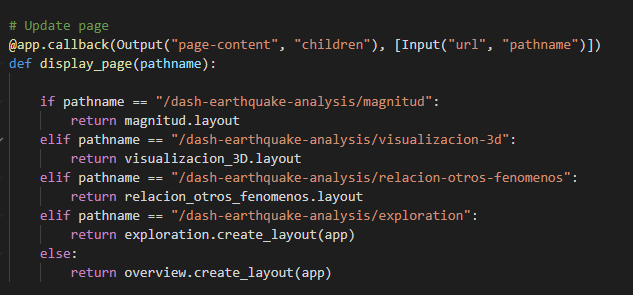 # Update page
@app.callback(Output("page-content", "children"), [Input("url", "pathname")])
def display_page(pathname):
if pathname == "/dash-earthquake-analysis/magnitud":
return magnitud.layout
elif pathname == "/dash-earthquake-analysis/visualizacion-3d":
return visualizacion_3D.layout
elif pathname == "/dash-earthquake-analysis/relacion-otros-fenomenos":
return relacion_otros_fenomenos.layout
elif pathname == "/dash-earthquake-analysis/exploration":
return exploration.create_layout(app)
else:
return overview.create_layout(app)